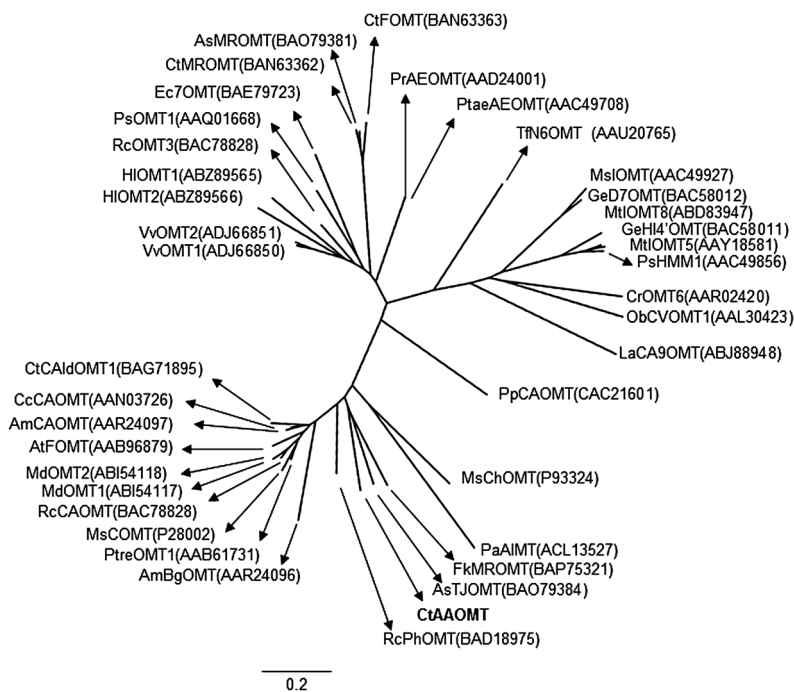 CtFOMT(BAN63363)
AsMROMT(BAO79381)
CtMROMT(BAN63362)
Ec7OMT(BAE79723)
PsOMT1(AAQ01668)
RcOMT3(BAC78828)
HlOMT1(ABZ89565)
HlOMT2(ABZ89566)
VvOMT2(ADJ66851)
VvOMT1(ADJ66850)
PrAEOMT(AAD24001)
PtaeAEOMT(AAC49708)
TfN6OMT (AAU20765)
MsIOMT(AAC49927)
GeD7OMT(BAC58012)
MtIOMT8(ABD83947)
GeHI4'OMT(BAC58011)
MtIOMT5(AAY18581)
PsHMM1(AAC49856)
CrOMT6(AAR02420)
ObCVOMT1(AAL30423)
LaCA9OMT(ABJ88948)
PpCAOMT(CAC21601)
CtCAldOMT1(BAG71895)
CcCAOMT(AAN03726)
AmCAOMT(AAR24097)
AtFOMT(AAB96879)
MdOMT2(ABI54118)
MdOMT1(ABI54117)
RcCAOMT(BAC78828)
MsCOMT(P28002)
PtreOMT1(AAB61731)
AmBgOMT(AAR24096)
MsChOMT(P93324)
PaAIMT(ACL13527)
FkMROMT(BAP75321)
AsTJOMT(BAO79384)
CtAAOMT
RcPhOMT(BAD18975)
0.2